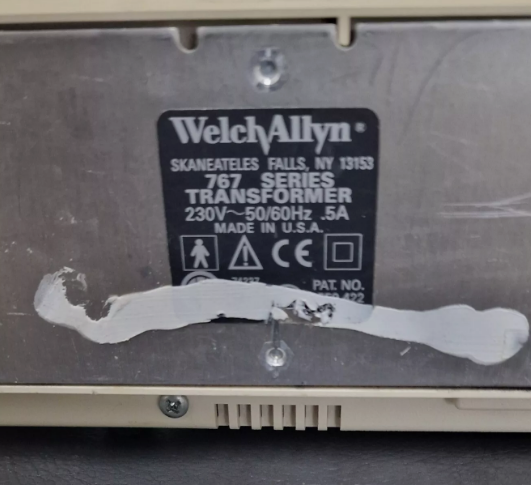 WelchAllyn®
SKANEATELES FALLS, NY 13153
767 SERIES
TRANSFORMER
230V~50/60Hz .5A
MADE IN U.S.A.
CE
PAT. NO.